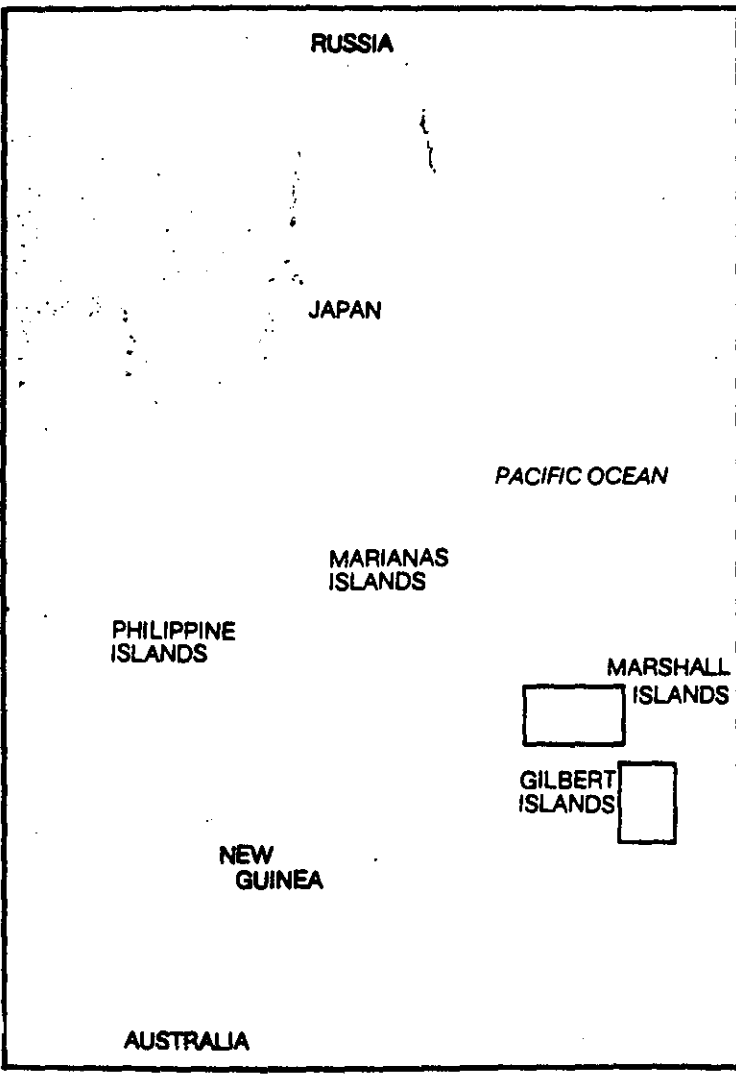 RUSSIA
JAPAN
PACIFIC OCEAN
MARIANAS
ISLANDS
PHILIPPINE
ISLANDS
MARSHALL
ISLANDS
GILBERT
ISLANDS
NEW
GUINEA
AUSTRALIA